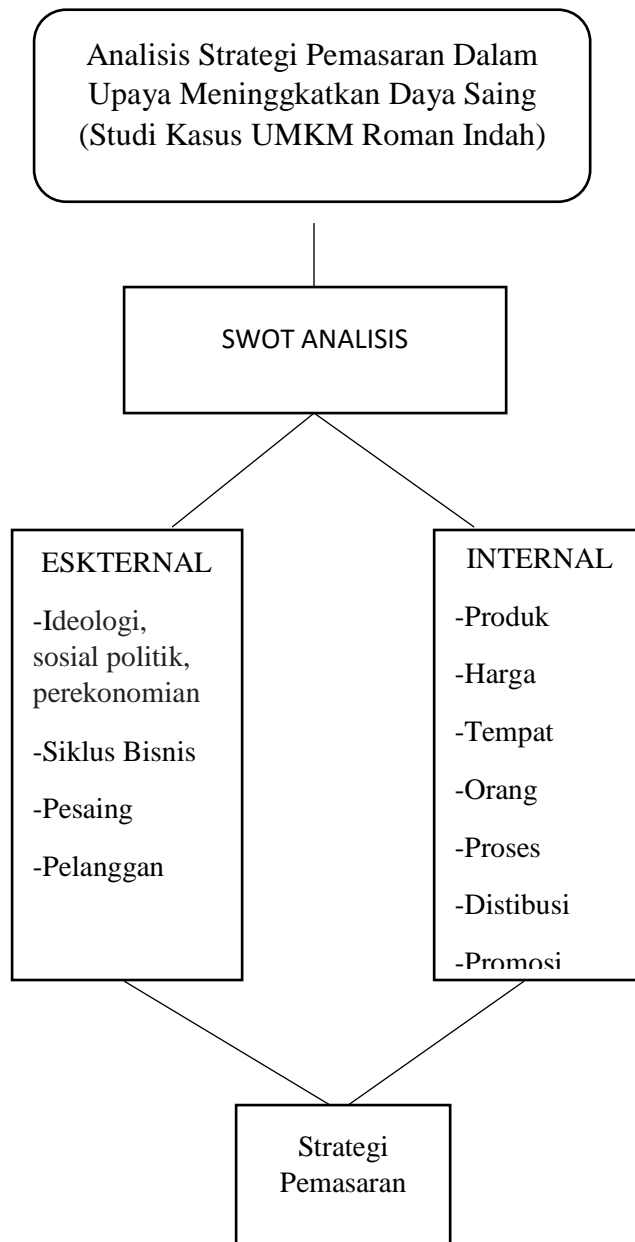 Analisis Strategi Pemasaran Dalam
Upaya Meninggkatkan Daya Saing
(Studi Kasus UMKM Roman Indah)
SWOT ANALISIS
ESKTERNAL
-Ideologi,
sosial politik,
perekonomian
-Siklus Bisnis
-Pesaing
-Pelanggan
INTERNAL
-Produk
-Harga
-Tempat
-Orang
-Proses
-Distibusi
-Promosi
Strategi
Pemasaran